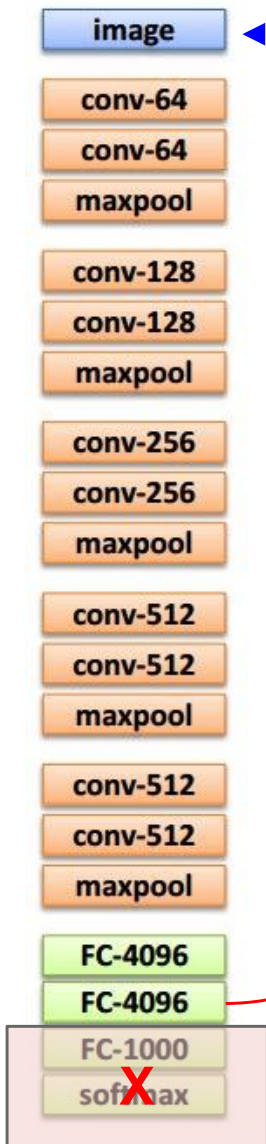 image
conv-64
conv-64
maxpool
conv-128
conv-128
maxpool
conv-256
conv-256
maxpool
conv-512
conv-512
maxpool
conv-512
conv-512
maxpool
FC-4096
FC-4096
FC-1000
softmax
X